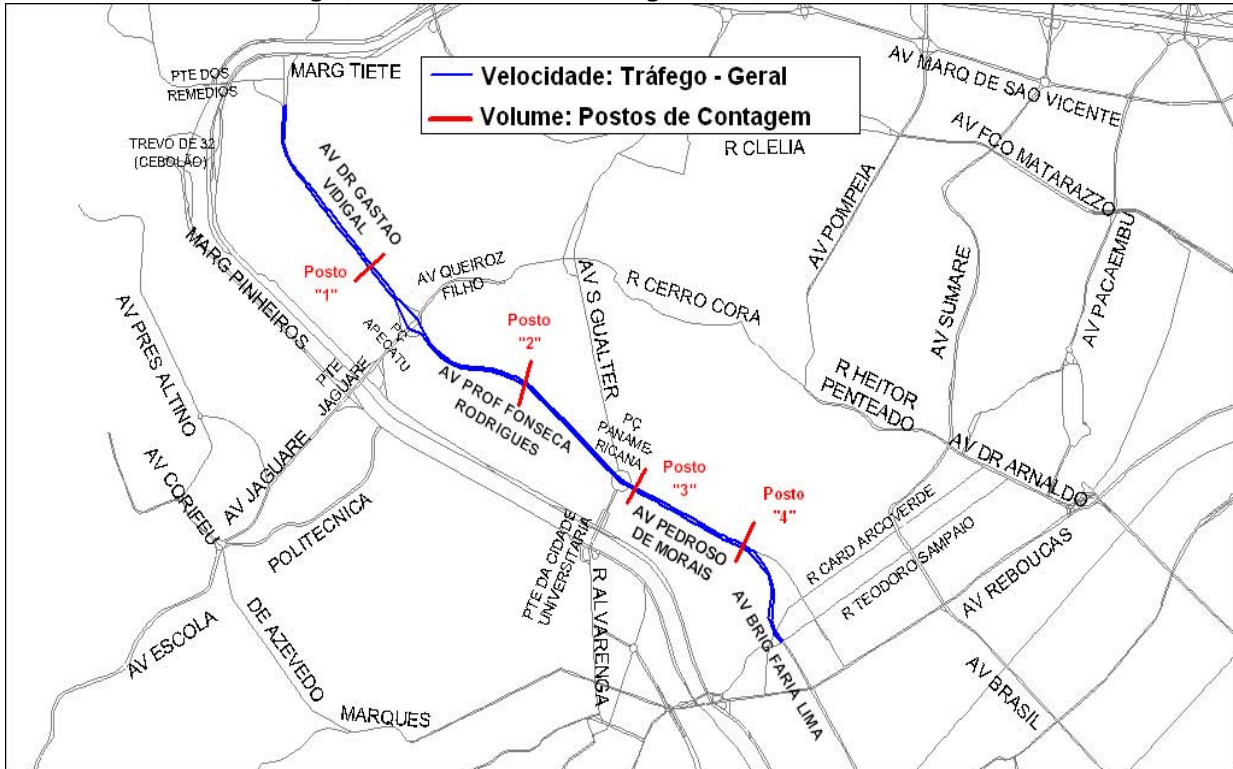 MARG TIETE
PTE DOS
REMEDIOS
TREVO DE 32
(CEBOLÃO)
Velocidade: Tráfego - Geral
Volume: Postos de Contagem
AV MARQ DE SAO VICENTE
AV FCO MATARAZZO
R CLELIA
AV POMPEIA
AV SUMARE
AV PACAEMBU
AV DR GASTAO
VIDIGAL
Posto
"1"
AV QUEIROZ
FILHO
MARG PINHEIROS
AV PRES ALTINO
PÇ
APECATU
PTE
JAGUARE
Posto
"2"
AV S GUALTER
R CERRO CORA
R HEITOR
PENTEADO
AV DR ARNALDO
AV PROF FONSECA
RODRIGUES
PÇ
PANAME-
RICANA
Posto
"3"
Posto
"4"
AV PEDROSO
DE MORAIS
AV JAGUARE
AV CORIFEU
POLITECNICA
PTE DA CIDADE
UNIVERSITARIA
R ALVARENGA
R CARD ARCOVERDE
R TEODORO SAMPAIO
AV REBOUCAS
AV BRIG FARIA LIMA
AV BRASIL
AV ESCOLA
DE AZEVEDO
MARQUES